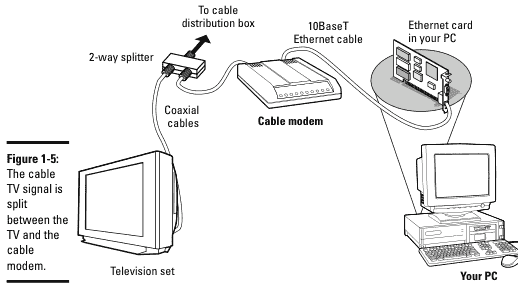 To cable
distribution box
2-way splitter
10BaseT
Ethernet cable
Ethernet card
in your PC
Coaxial
cables
Cable modem
Figure 1-5:
The cable
TV signal is
split
between the
TV and the
cable
modem.
Television set
Your PC